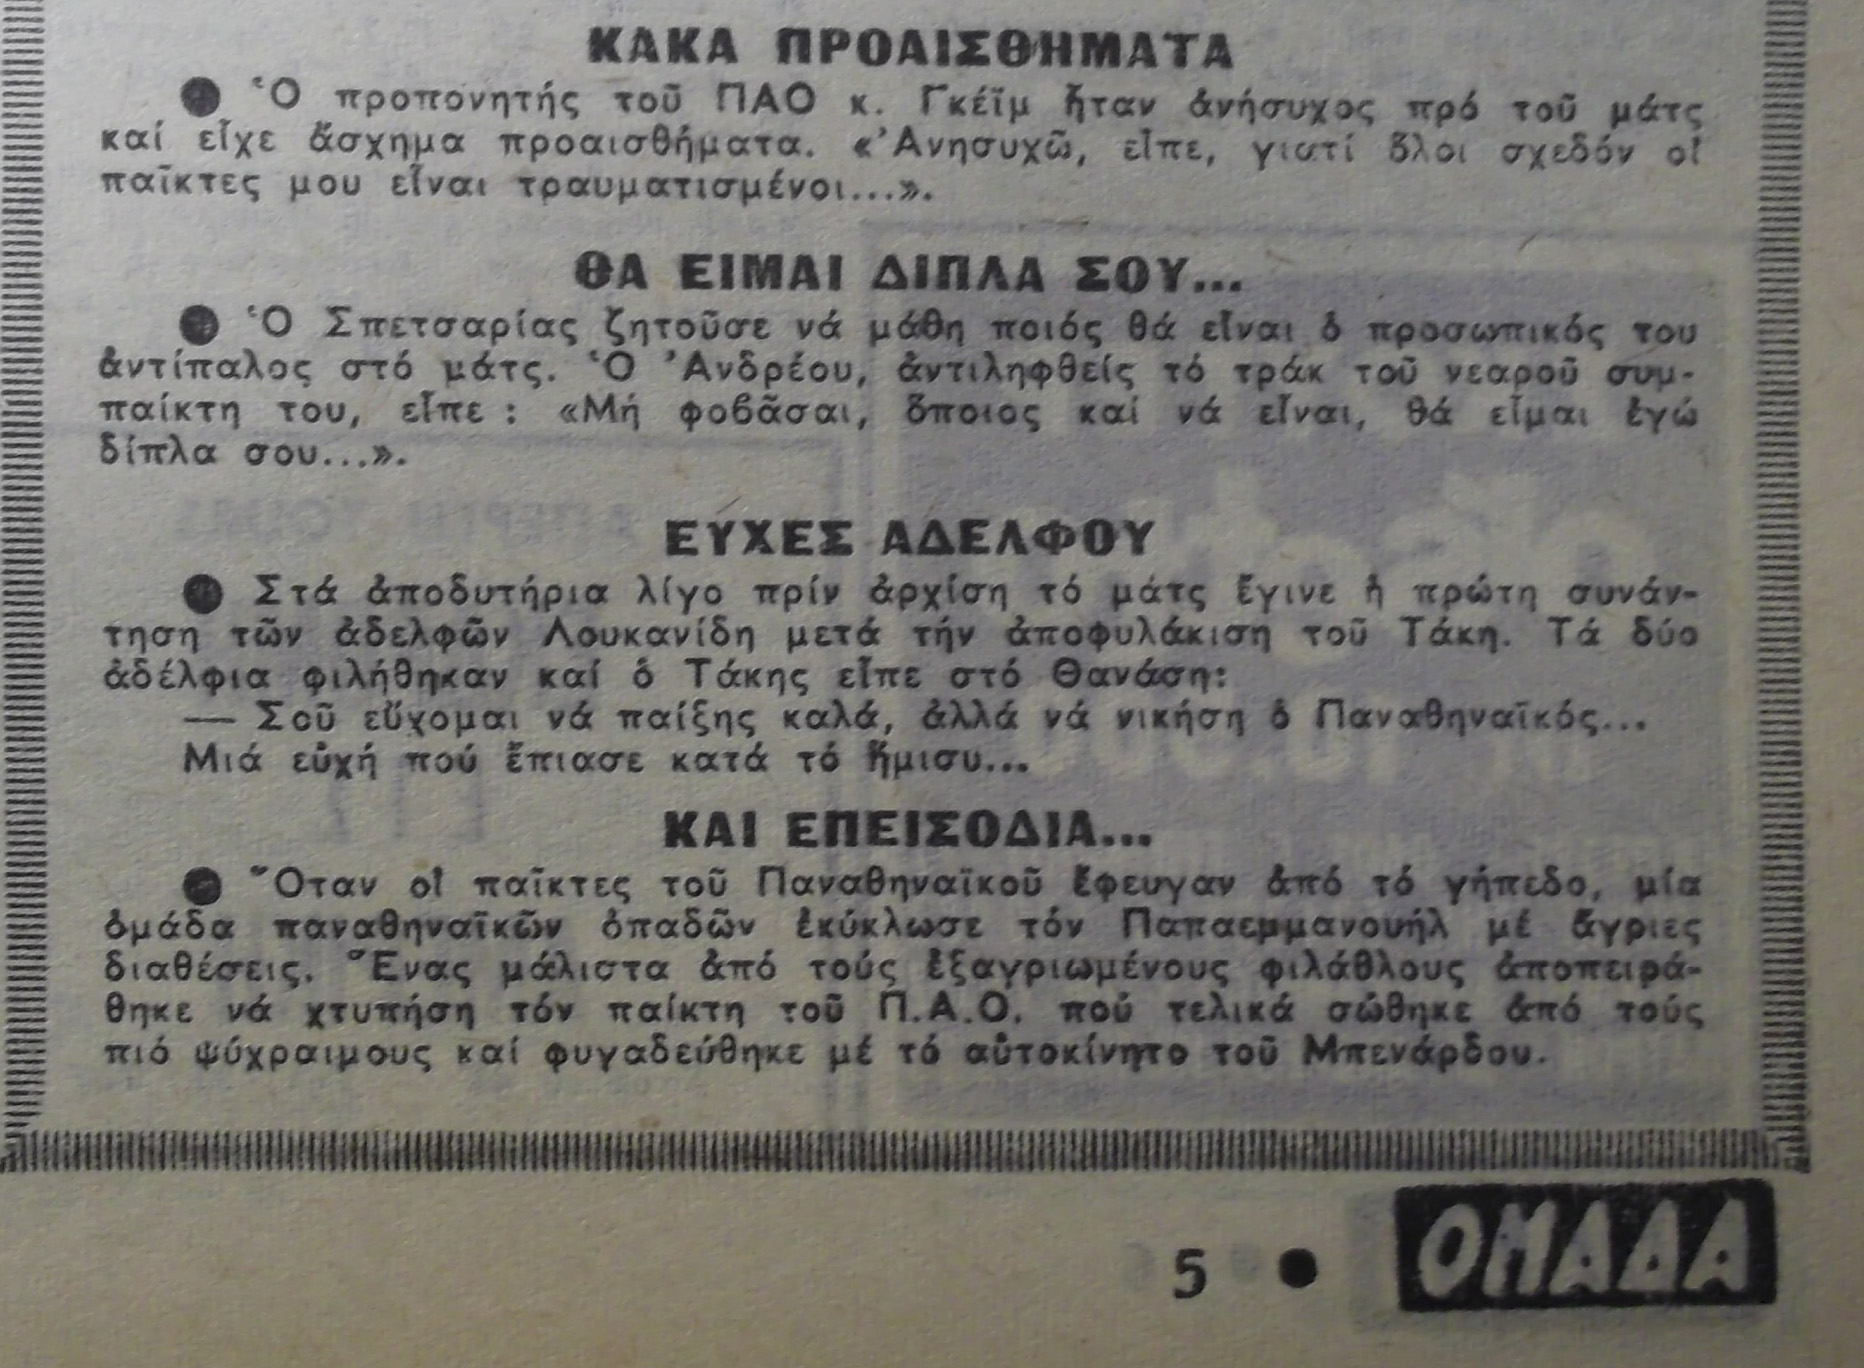 ΚΑΚΑ ΠΡΟΑΙΣΘΗΜΑΤΑ
● Ὁ προπονητής τοῦ ΠΑΟ κ. Γκέϊμ ἦταν ἀνήσυχος πρό τοῦ μάτς
καί εἶχε ἄσχημα προαισθήματα. «Ἀνησυχῶ, εἶπε, γιατί ὅλοι σχεδόν οἱ
παῖκτες μου εἶναι τραυματισμένοι...».
ΘΑ ΕΙΜΑΙ ΔΙΠΛΑ ΣΟΥ...
● Ὁ Σπετσαρίας ζητοῦσε νά μάθη ποιός θά εἶναι ὁ προσωπικός του
ἀντίπαλος στό μάτς. Ὁ Ἀνδρέου, ἀντιληφθείς τό τράκ τοῦ νεαροῦ συμ-
παίκτη του, εἶπε : «Μή φοβᾶσαι, ὅποιος καί νά εἶναι, θά εἶμαι ἐγώ
δίπλα σου...».
ΕΥΧΕΣ ΑΔΕΛΦΟΥ
● Στά ἀποδυτήρια λίγο πρίν ἀρχίση τό μάτς ἔγινε ἡ πρώτη συνάν-
τηση τῶν ἀδελφῶν Λουκανίδη μετά τήν ἀποφυλάκιση τοῦ Τάκη. Τά δύο
ἀδέλφια φιλήθηκαν καί ὁ Τάκης εἶπε στό Θανάση:
— Σοῦ εὔχομαι νά παίξης καλά, ἀλλά νά νικήση ὁ Παναθηναϊκός...
Μιά εὐχή πού ἔπιασε κατά τό ἥμισυ...
ΚΑΙ ΕΠΕΙΣΟΔΙΑ...
● Ὅταν οἱ παῖκτες τοῦ Παναθηναϊκοῦ ἔφευγαν ἀπό τό γήπεδο, μία
ὁμάδα παναθηναϊκῶν ὀπαδῶν ἐκύκλωσε τόν Παπαεμμανουήλ μέ ἄγριες
διαθέσεις. Ἕνας μάλιστα ἀπό τούς ἐξαγριωμένους φιλάθλους ἀποπειρά-
θηκε νά χτυπήση τόν παίκτη τοῦ Π.Α.Ο. πού τελικά σώθηκε ἀπό τούς
πιό ψύχραιμους καί φυγαδεύθηκε μέ τό αὐτοκίνητο τοῦ Μπενάρδου.
5 ● ΟΜΑΔΑ